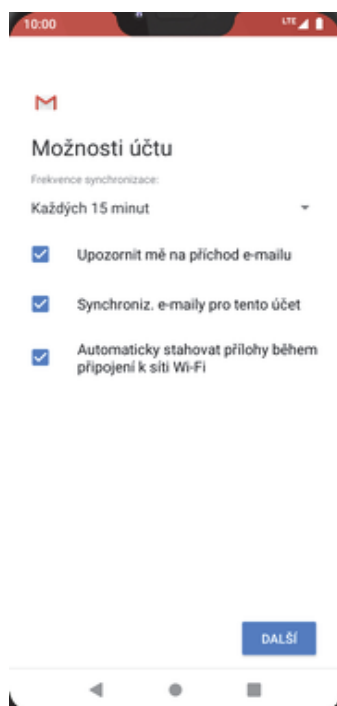 10:00
LTE
Možnosti účtu
Frekvence synchronizace:
Každých 15 minut
Upozornit mě na příchod e-mailu
Synchroniz. e-maily pro tento účet
Automaticky stahovat přílohy během
připojení k síti Wi-Fi
DALŠÍ